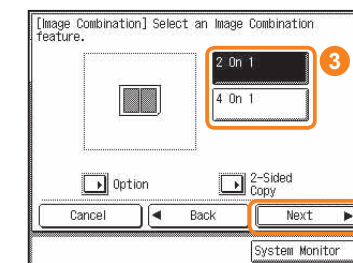 [Image Combination] Select an Image Combination
feature.
2 On 1
3
4 On 1
Option
2-Sided
Copy
Cancel
Back
Next
System Monitor